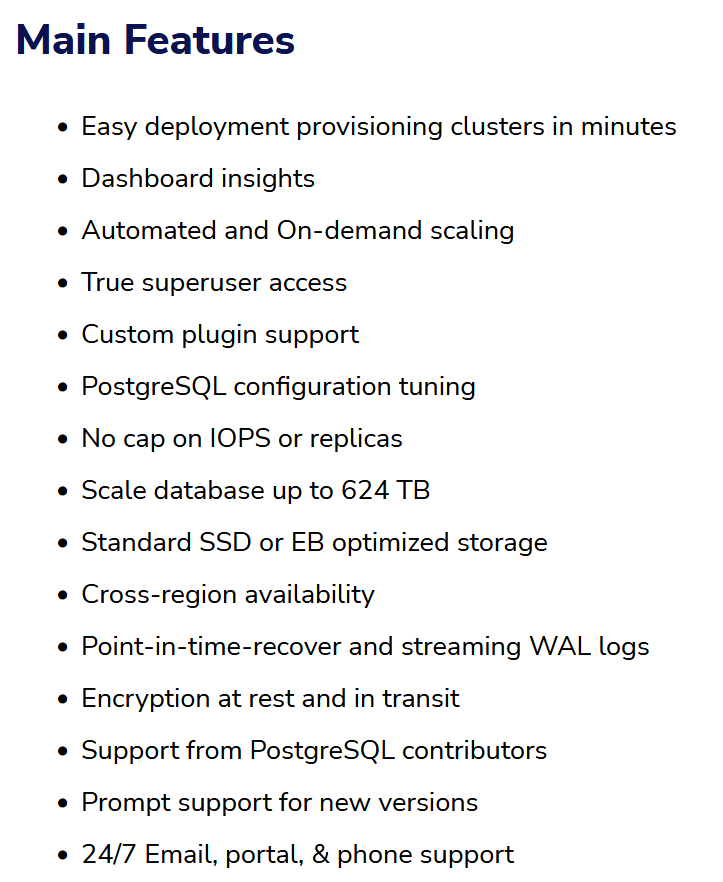 Main Features
• Easy deployment provisioning clusters in minutes
• Dashboard insights
• Automated and On-demand scaling
• True superuser access
• Custom plugin support
• PostgreSQL configuration tuning
• No cap on IOPS or replicas
• Scale database up to 624 TB
• Standard SSD or EB optimized storage
• Cross-region availability
• Point-in-time-recover and streaming WAL logs
• Encryption at rest and in transit
• Support from PostgreSQL contributors
• Prompt support for new versions
• 24/7 Email, portal, & phone support